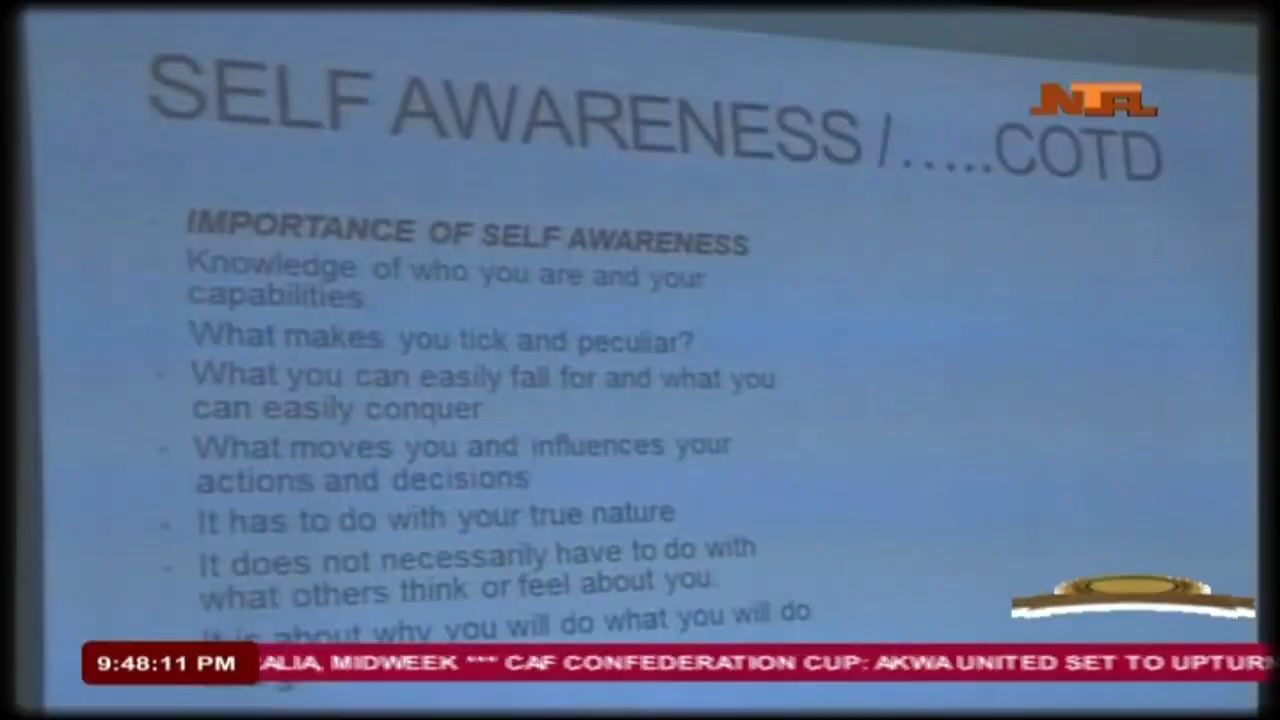 SELF AWARENESS /.....COTD
NTA
IMPORTANCE OF SELF AWARENESS
Knowledge of who you are and your
capabilities.
What makes you tick and peculiar?
What you can easily fall for and what you
can easily conquer
What moves you and influences your
actions and decisions
It has to do with your true nature
It does not necessarily have to do with
what others think or feel about you.
It is about why you will do what you will do
9:48:11 PM ALIA, MIDWEEK *** CAF CONFEDERATION CUP: AKWA UNITED SET TO UPTUR